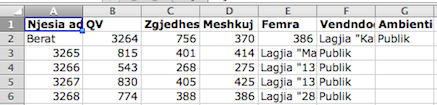 A B C D E F G
1 Njesia ad QV Zgjedhes Meshkuj Femra Vendndod Ambienti
2 Berat 3264 756 370 386 Lagjia "Ka Publik
3 3265 815 401 414 Lagjia "Ma Publik
4 3266 543 268 275 Lagjia "13 Publik
5 3267 830 405 425 Lagjia "13 Publik
6 3268 774 388 386 Lagjia "28 Publik